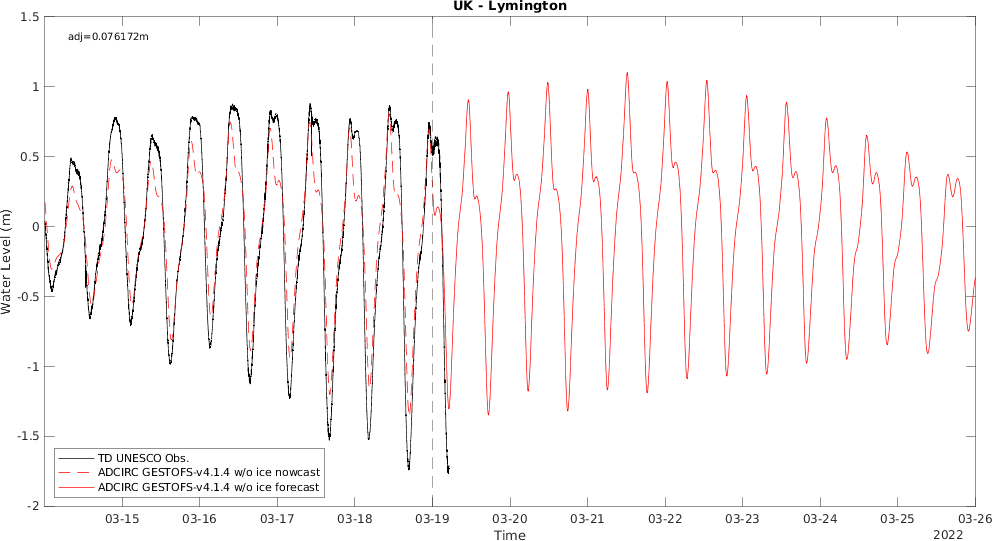 UK - Lymington
adj=0.076172m
Water Level (m)
1.5
1
0.5
0
-0.5
-1
-1.5
-2
TD UNESCO Obs.
ADCIRC GESTOFS-v4.1.4 w/o ice nowcast
ADCIRC GESTOFS-v4.1.4 w/o ice forecast
03-15 03-16 03-17 03-18 03-19 03-20 03-21 03-22 03-23 03-24 03-25 03-26
Time
2022